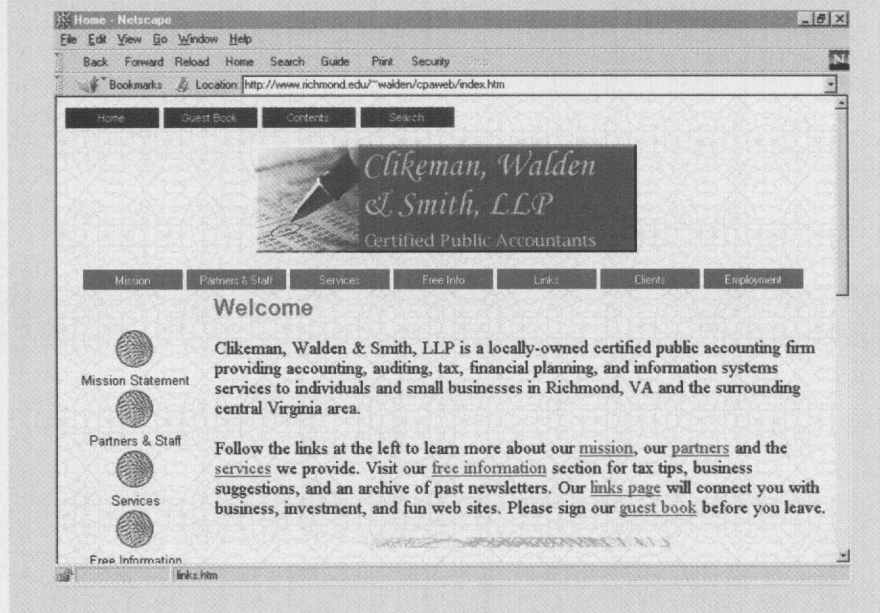 Home - Netscape
File Edit View Go Window Help
Back Forward Reload Home Search Guide Print Security Stop
Bookmarks Location: http://www.richmond.edu/~walden/cpaweb/index.htm
Home Guest Book Contents Search
Clikeman, Walden
& Smith, LLP
Certified Public Accountants
Mission Partners & Staff Services Free Info Links Clients Employment
Welcome
Clikeman, Walden & Smith, LLP is a locally-owned certified public accounting firm
providing accounting, auditing, tax, financial planning, and information systems
services to individuals and small businesses in Richmond, VA and the surrounding
central Virginia area.
Follow the links at the left to learn more about our mission, our partners and the
services we provide. Visit our free information section for tax tips, business
suggestions, and an archive of past newsletters. Our links page will connect you with
business, investment, and fun web sites. Please sign our guest book before you leave.
Mission Statement
Partners & Staff
Services
Free Information
links.htm